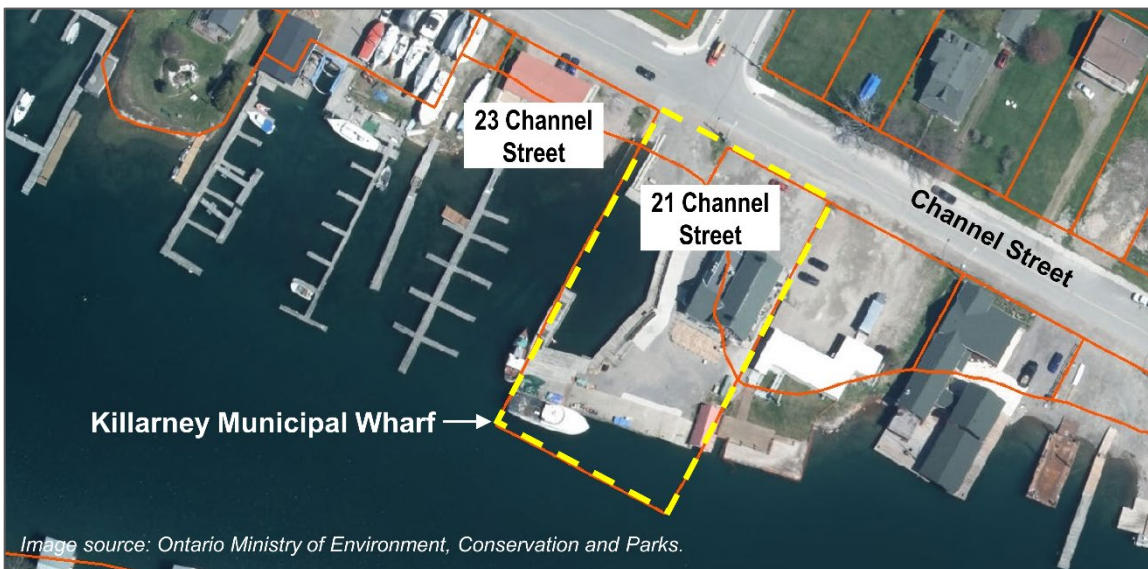 23 Channel
Street
21 Channel
Street
Channel Street
Killarney Municipal Wharf
Image source: Ontario Ministry of Environment, Conservation and Parks.